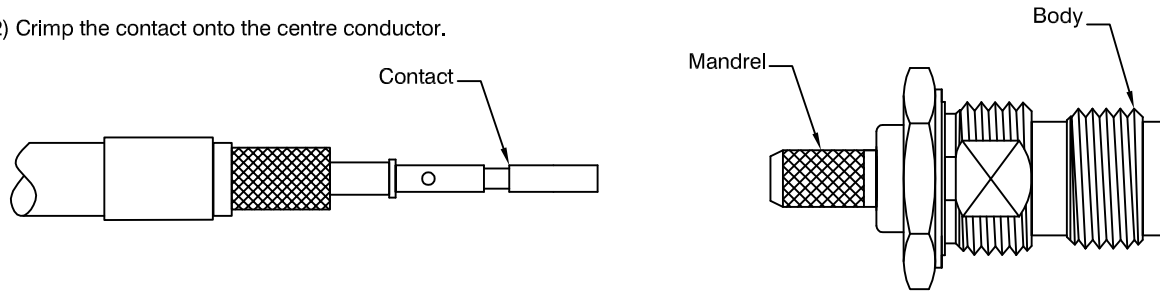 2) Crimp the contact onto the centre conductor.
Contact
Mandrel
Body